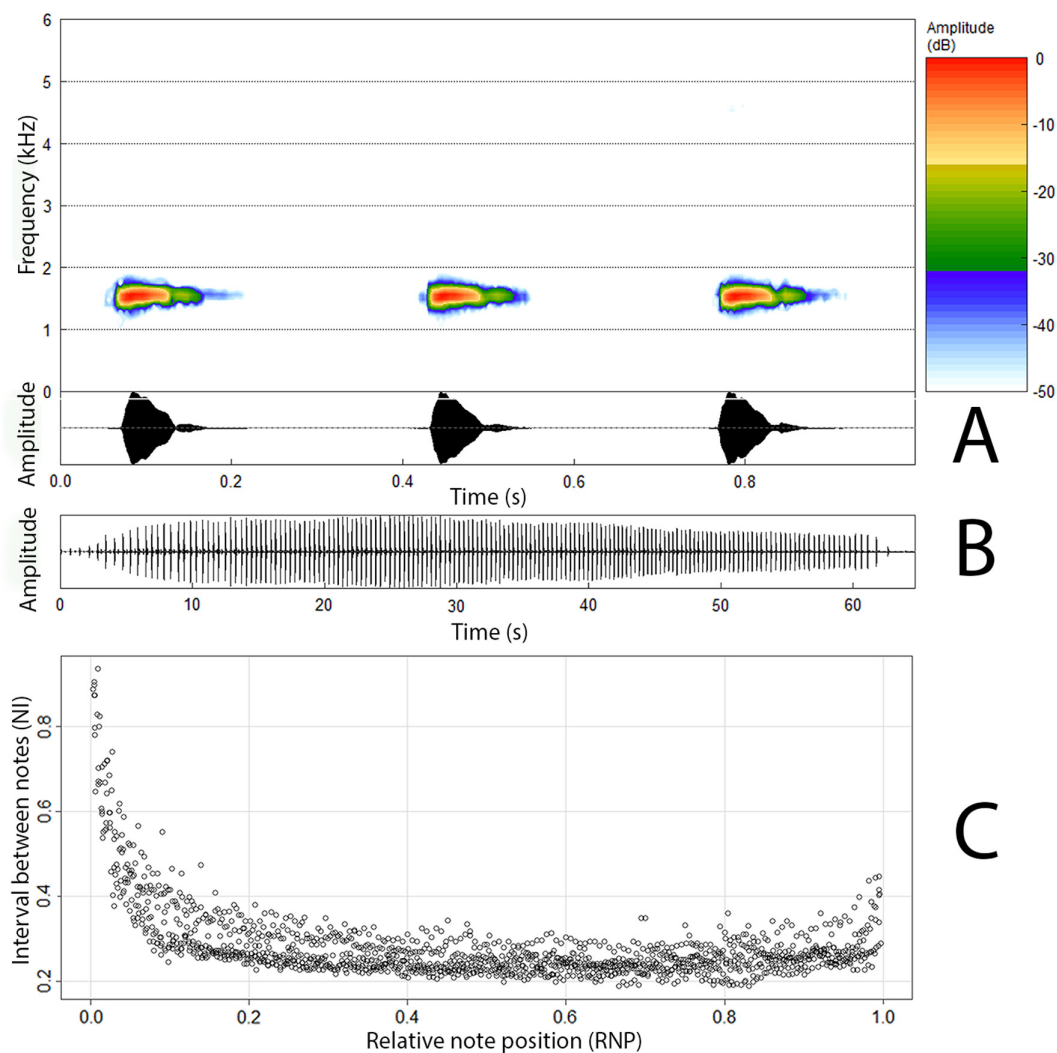 Amplitude
(dB)
6
5
4
3
2
1
0
Frequency (kHz)
0
-10
-20
-30
-40
-50
Amplitude
0.0
0.2
0.4
0.6
0.8
Time (s)
A
Amplitude
0
10
20
30
40
50
60
Time (s)
B
Interval between notes (NI)
0.8
0.6
0.4
0.2
0.0
0.2
0.4
0.6
0.8
1.0
Relative note position (RNP)
C